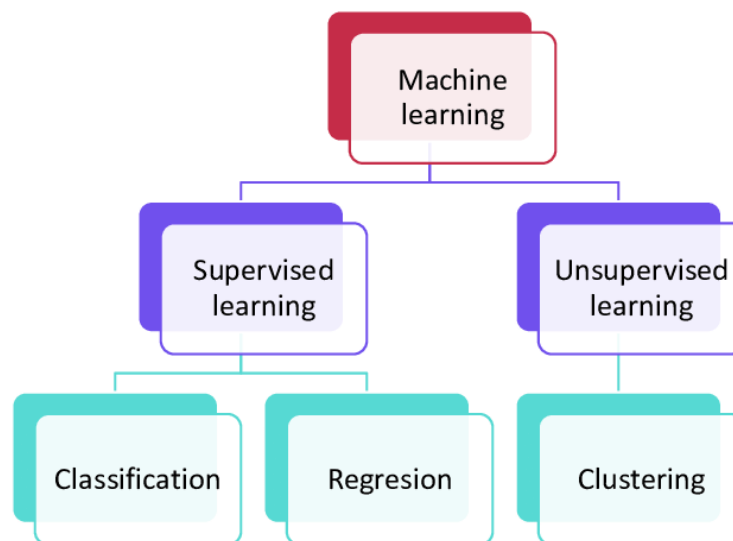 Machine
learning
Supervised
learning
Unsupervised
learning
Classification
Regresion
Clustering